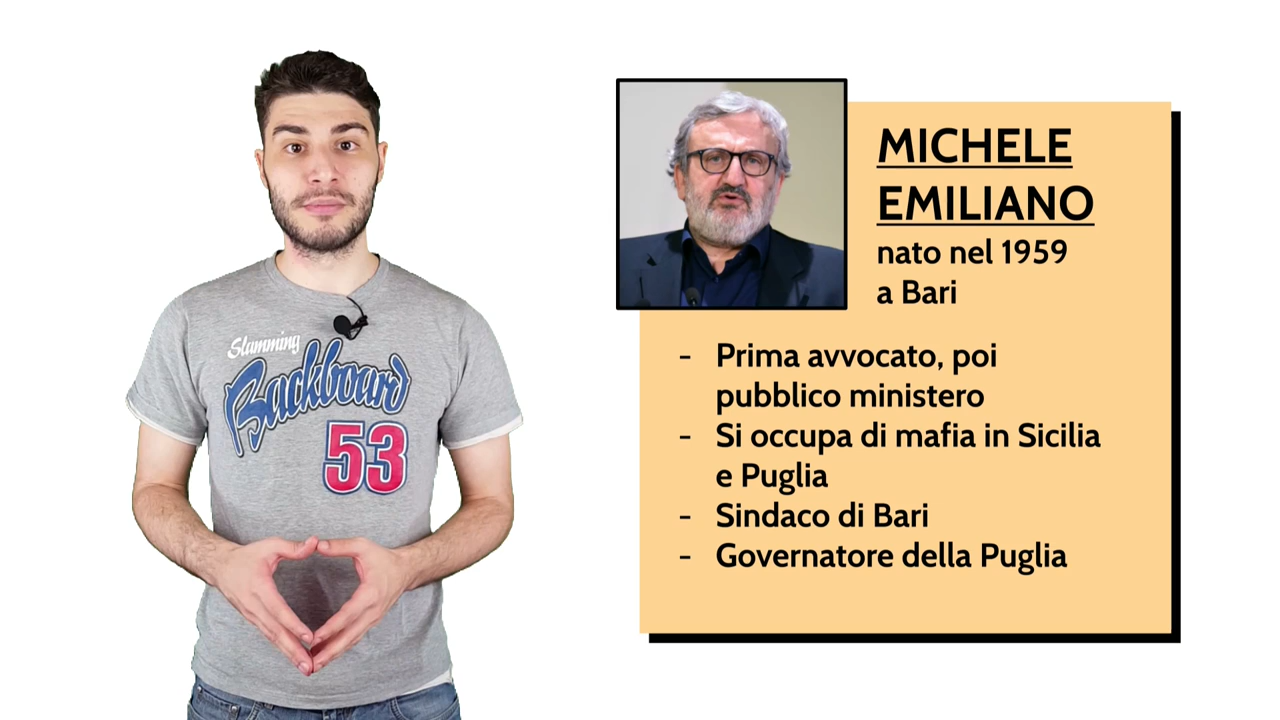 Slamming
Backboard
53
MICHELE
EMILIANO
nato nel 1959
a Bari
- Prima avvocato, poi
pubblico ministero
- Si occupa di mafia in Sicilia
e Puglia
- Sindaco di Bari
- Governatore della Puglia